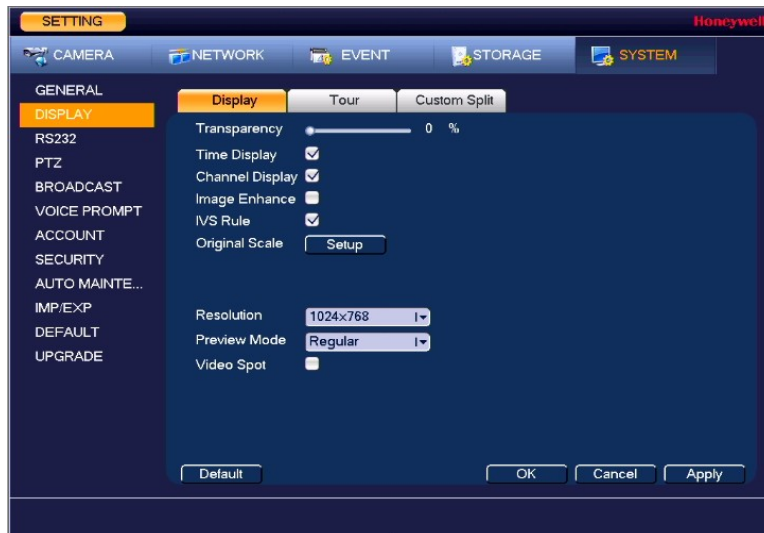 SETTING
Honeywell
CAMERA NETWORK EVENT STORAGE SYSTEM
GENERAL
DISPLAY
RS232
PTZ
BROADCAST
VOICE PROMPT
ACCOUNT
SECURITY
AUTO MAINTE...
IMP/EXP
DEFAULT
UPGRADE
Display Tour Custom Split
Transparency 0 %
Time Display
Channel Display
Image Enhance
IVS Rule
Original Scale Setup
Resolution 1024x768
Preview Mode Regular
Video Spot
Default OK Cancel Apply